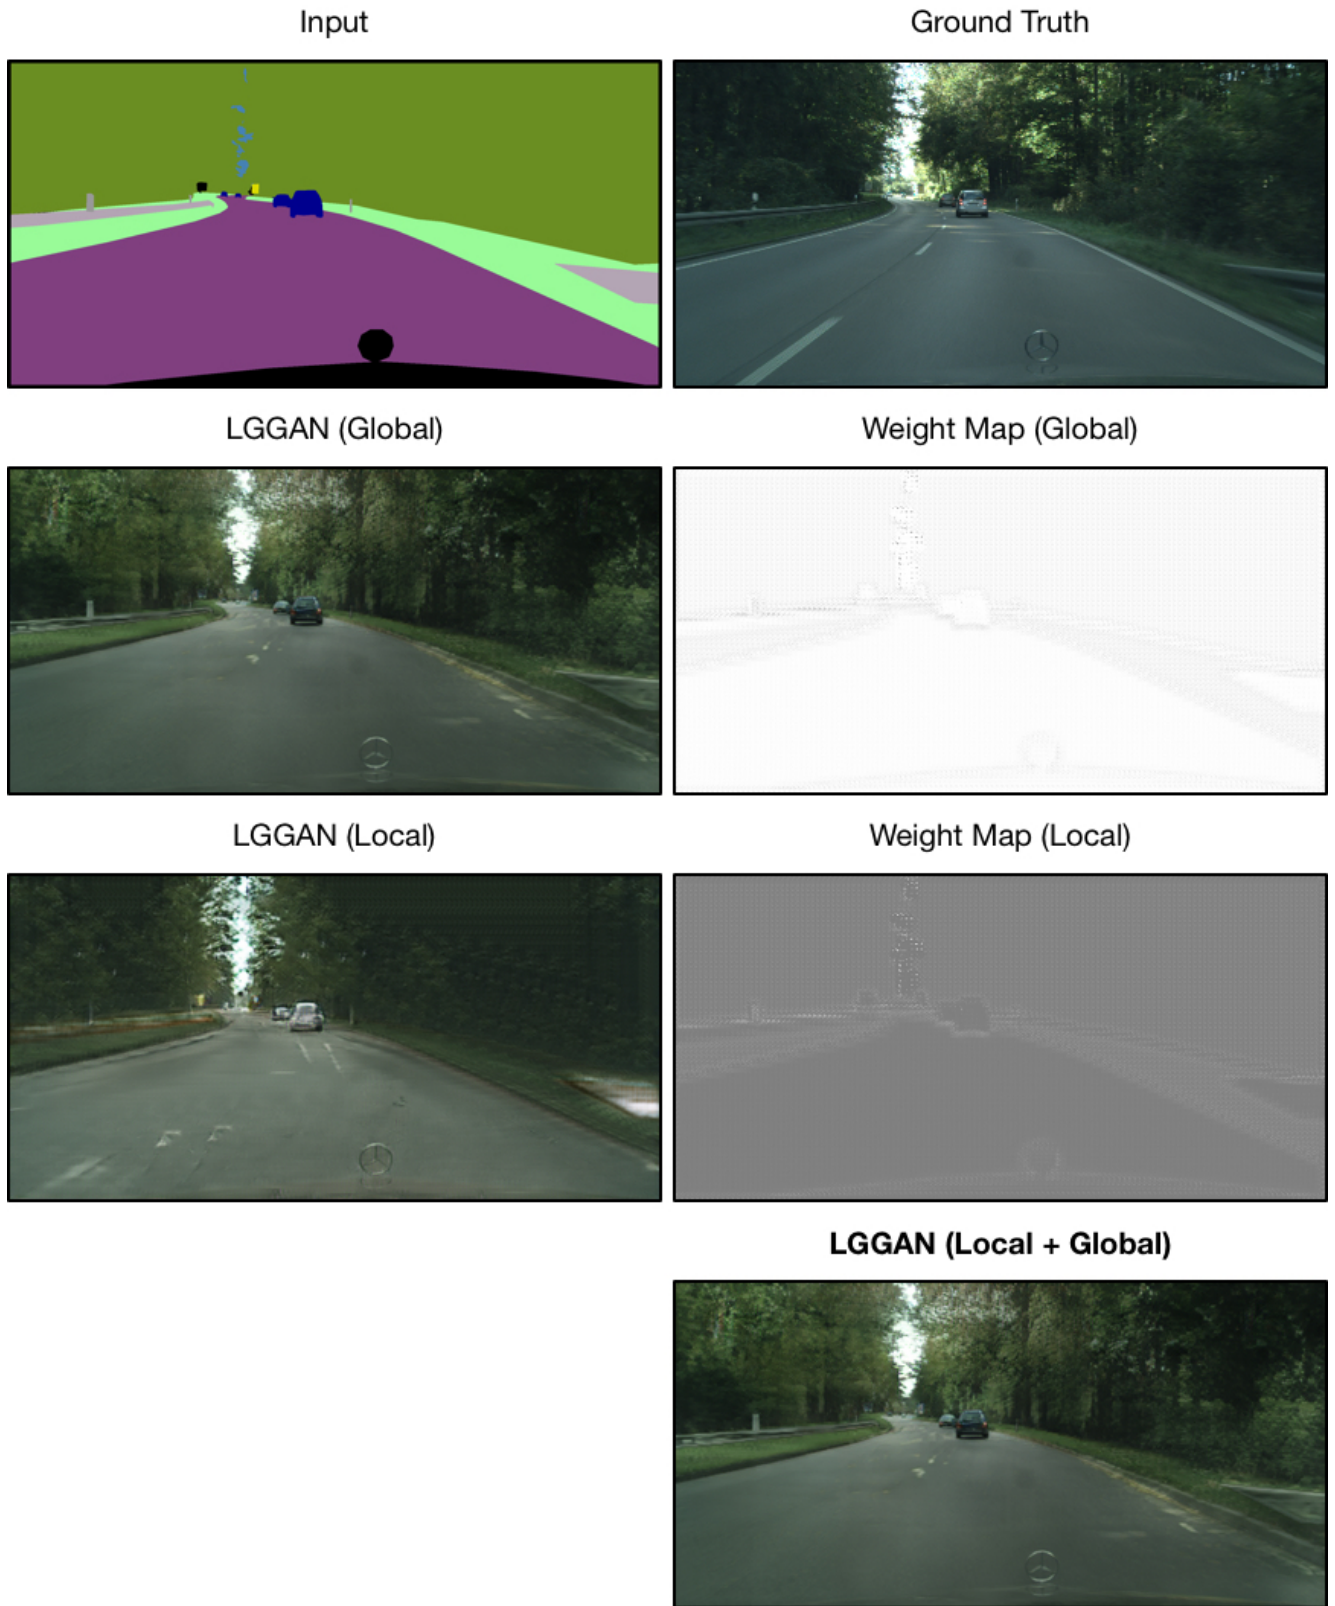 Input
Ground Truth
LGGAN (Global)
Weight Map (Global)
LGGAN (Local)
Weight Map (Local)
LGGAN (Local + Global)